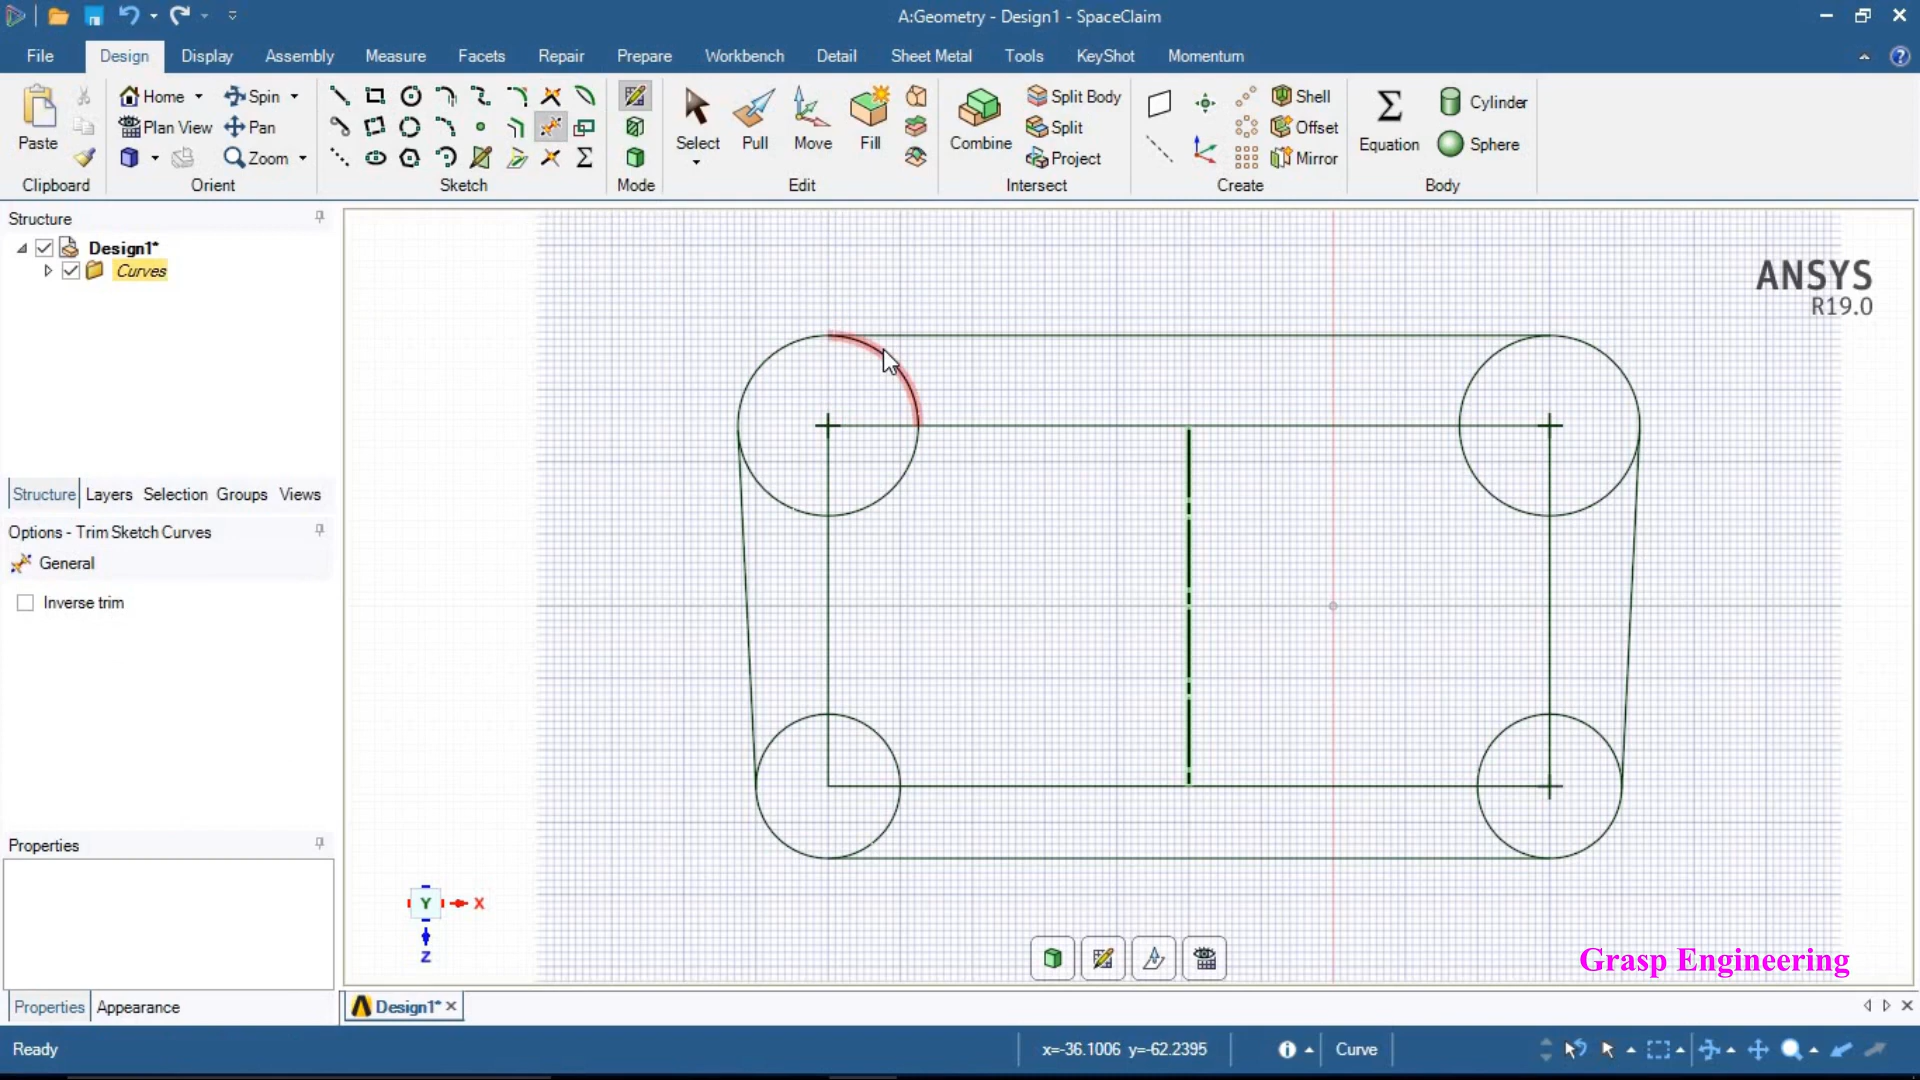 A:Geometry - Design1 - SpaceClaim
File Design Display Assembly Measure Facets Repair Prepare Workbench Detail Sheet Metal Tools KeyShot Momentum
Paste
Clipboard
Home Spin
Plan View Pan
Zoom
Orient
Sketch
Mode
Select Pull Move Fill
Edit
Combine
Split Body
Split
Project
Intersect
Shell
Offset
Mirror
Create
Equation
Cylinder
Sphere
Body
Structure
Design1*
Curves
Structure Layers Selection Groups Views
Options - Trim Sketch Curves
General
Inverse trim
Properties
Properties Appearance
ANSYS
R19.0
Y X
Z
Grasp Engineering
Design1*
Ready
x=-36.1006 y=-62.2395
Curve